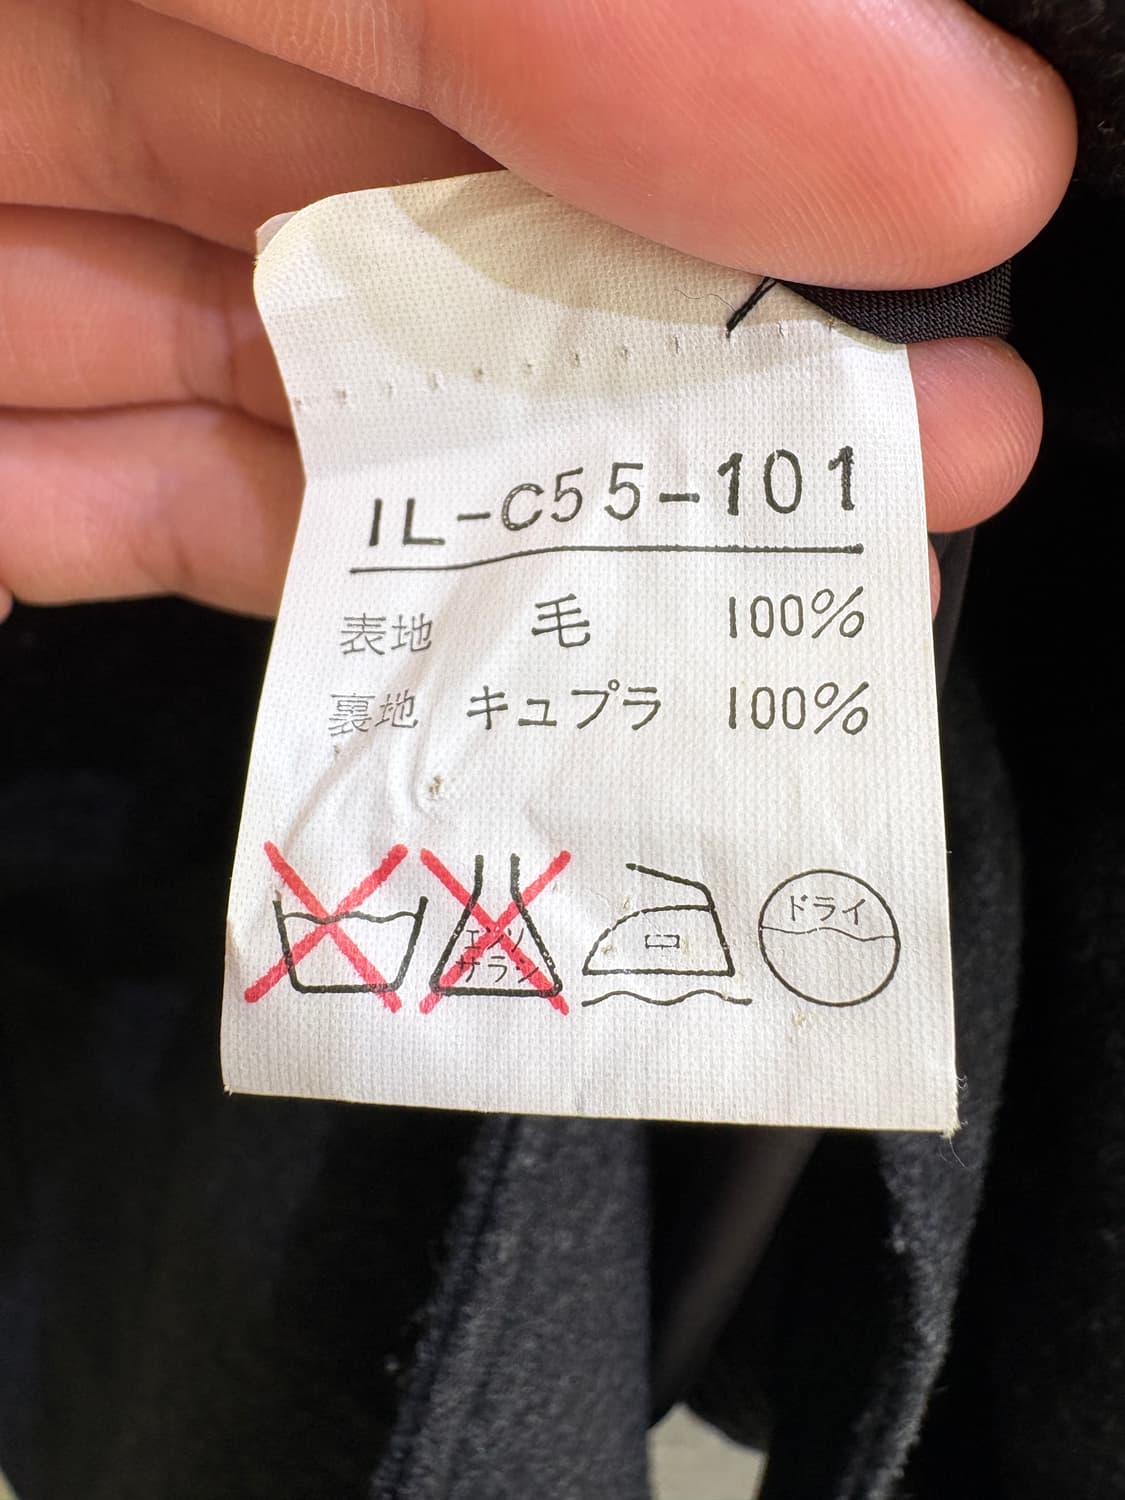 IL-C55-101
表地 毛 100%
裏地 キュプラ 100%
エンソ
サラシ
中
ドライ